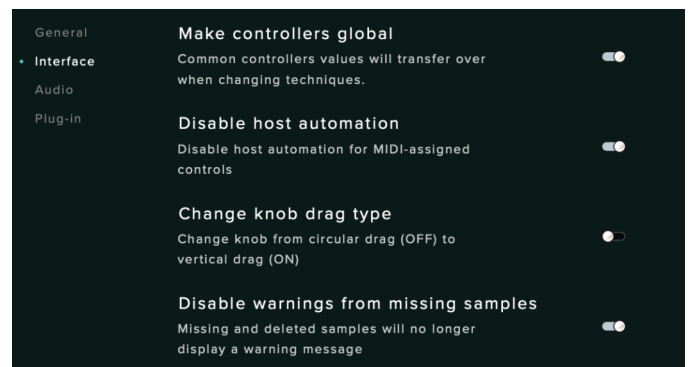 General
Interface
Audio
Plug-in
Make controllers global
Common controllers values will transfer over
when changing techniques.
Disable host automation
Disable host automation for MIDI-assigned
controls
Change knob drag type
Change knob from circular drag (OFF) to
vertical drag (ON)
Disable warnings from missing samples
Missing and deleted samples will no longer
display a warning message